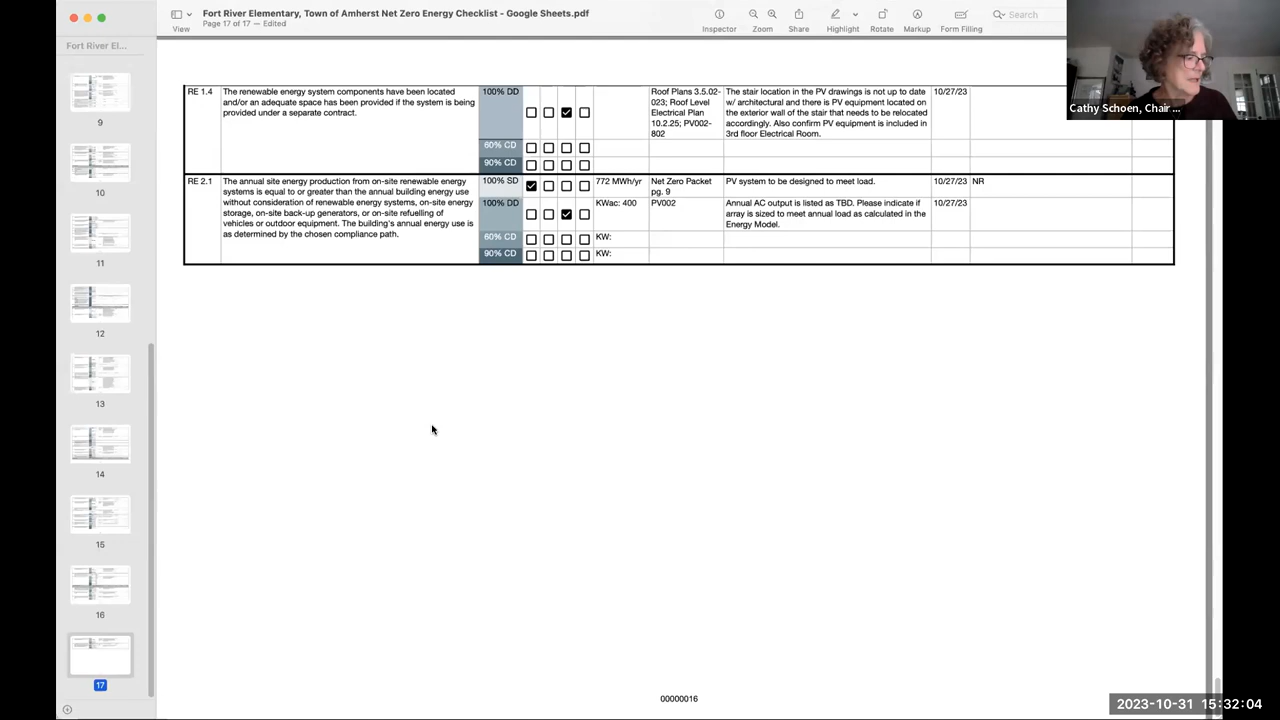 Fort River Elementary, Town of Amherst Net Zero Energy Checklist - Google Sheets.pdf
Page 17 of 17 — Edited
View
Inspector
Zoom
Share
Highlight
Rotate
Markup
Form Filling
Search
Fort River El...
9
10
11
12
13
14
15
16
17
RE 1.4
The renewable energy system components have been located
and/or an adequate space has been provided if the system is being
provided under a separate contract.
100% DD
Roof Plans 3.5.02-
023; Roof Level
Electrical Plan
10.2.25; PV002-
802
The stair location in the PV drawings is not up to date
w/ architectural and there is PV equipment located on
the exterior wall of the stair that needs to be relocated
accordingly. Also confirm PV equipment is included in
3rd floor Electrical Room.
10/27/23
60% CD
90% CD
RE 2.1
The annual site energy production from on-site renewable energy
systems is equal to or greater than the annual building energy use
without consideration of renewable energy systems, on-site energy
storage, on-site back-up generators, or on-site refuelling of
vehicles or outdoor equipment. The building's annual energy use is
as determined by the chosen compliance path.
100% SD
772 MWh/yr
Net Zero Packet
pg. 9
PV system to be designed to meet load.
10/27/23
NR
100% DD
KWac: 400
PV002
Annual AC output is listed as TBD. Please indicate if
array is sized to meet annual load as calculated in the
Energy Model.
10/27/23
60% CD
KW:
90% CD
KW:
00000016
Cathy Schoen, Chair ...
2023-10-31 15:32:04